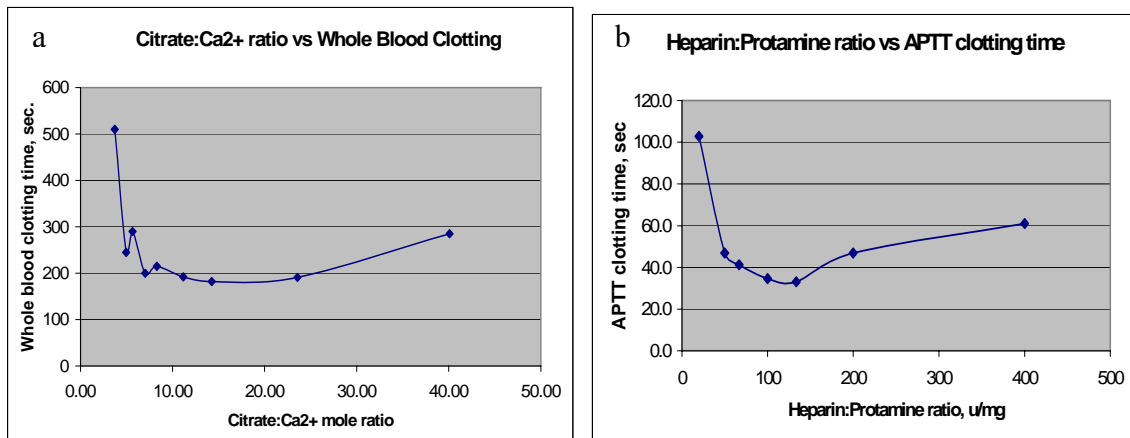 a
Citrate:Ca2+ ratio vs Whole Blood Clotting
Whole blood clotting time, sec.
600
500
400
300
200
100
0
0.00 10.00 20.00 30.00 40.00 50.00
Citrate:Ca2+ mole ratio
b
Heparin:Protamine ratio vs APTT clotting time
APTT clotting time, sec
120.0
100.0
80.0
60.0
40.0
20.0
0.0
0 100 200 300 400 500
Heparin:Protamine ratio, u/mg